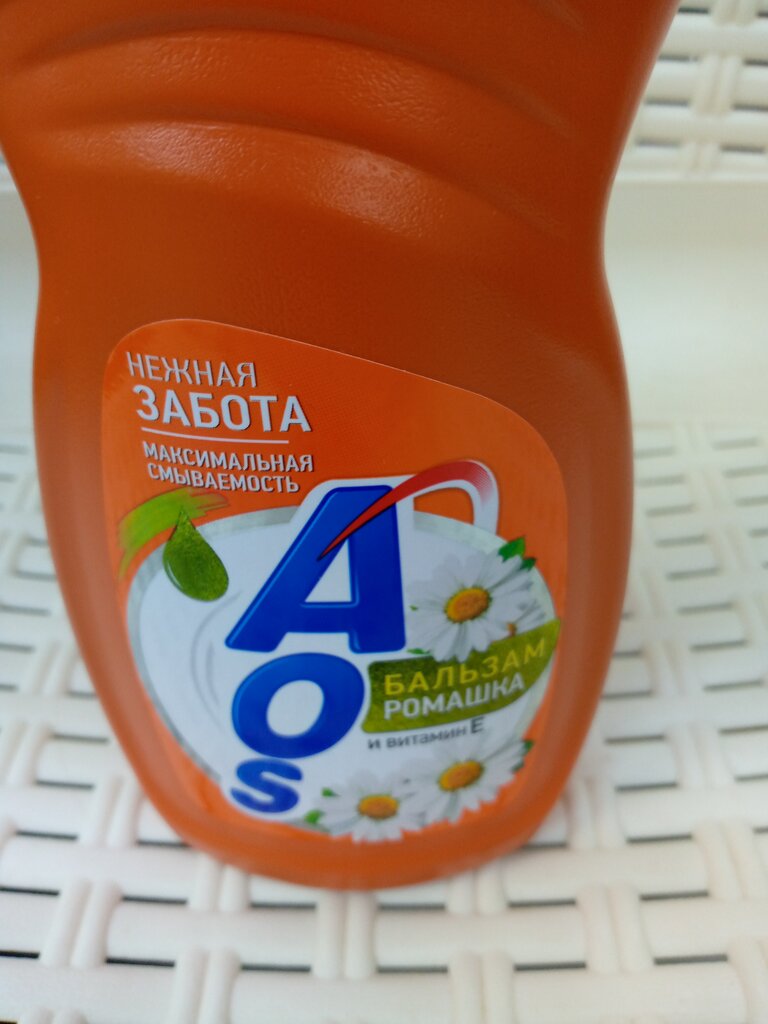 НЕЖНАЯ
ЗАБОТА
МАКСИМАЛЬНАЯ
СМЫВАЕМОСТЬ
AOS
БАЛЬЗАМ
РОМАШКА
И ВИТАМИН Е